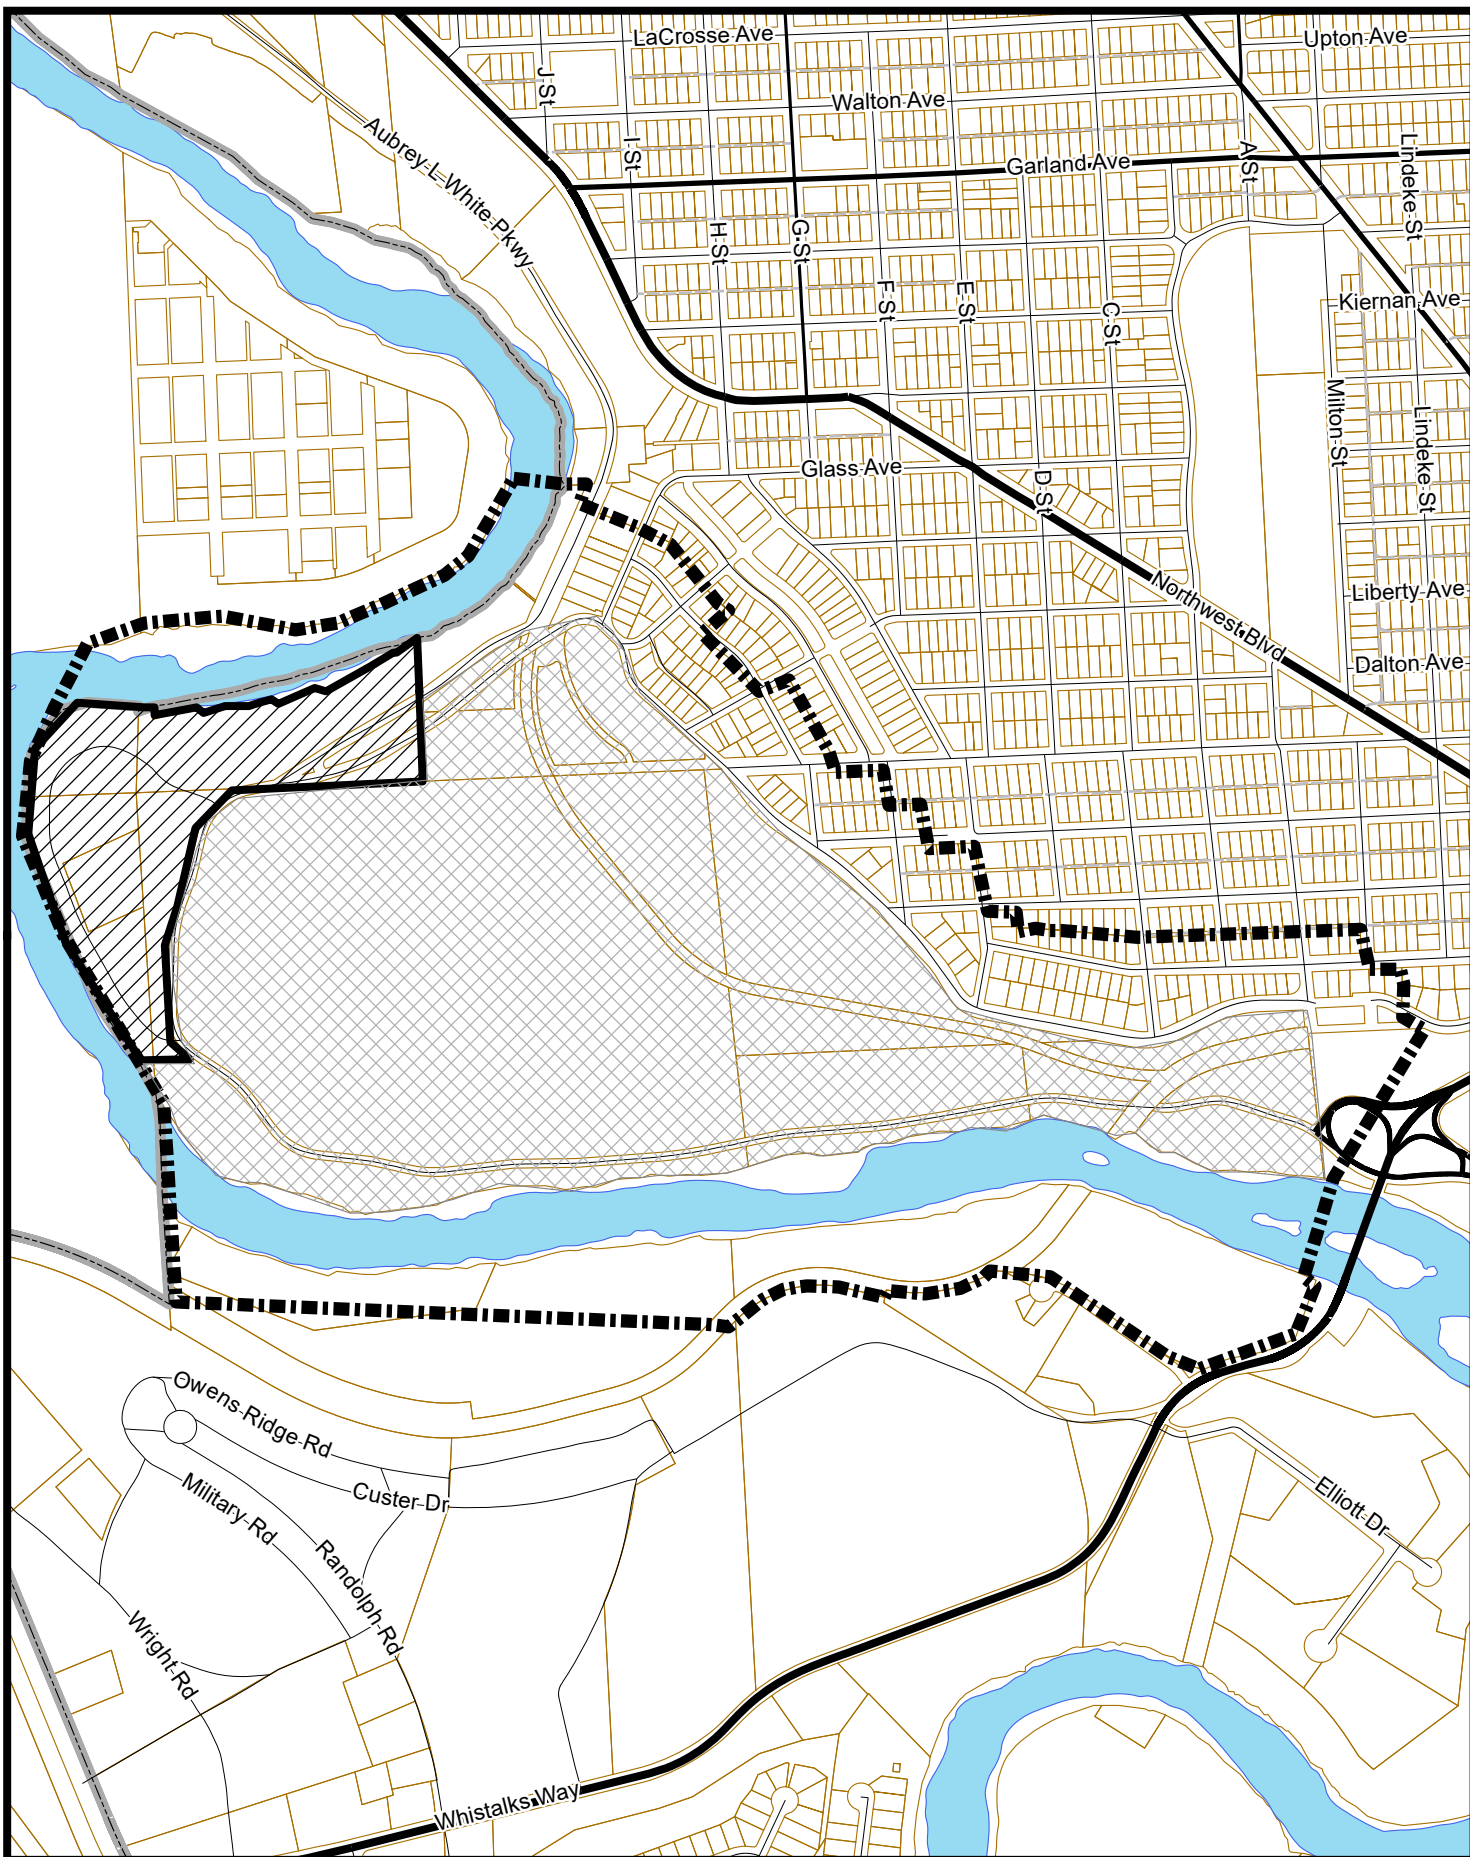 LaCrosse Ave
Upton Ave
J St
Walton Ave
Aubrey L White Pkwy
I St
Garland Ave
A St
Lindeke St
H St
G St
F St
E St
C St
Kiernan Ave
Milton St
Lindeke St
Glass Ave
D St
Northwest Blvd
Liberty Ave
Dalton Ave
Owens Ridge Rd
Custer Dr
Military Rd
Randolph Rd
Elliott Dr
Wright Rd
Whistalks Way